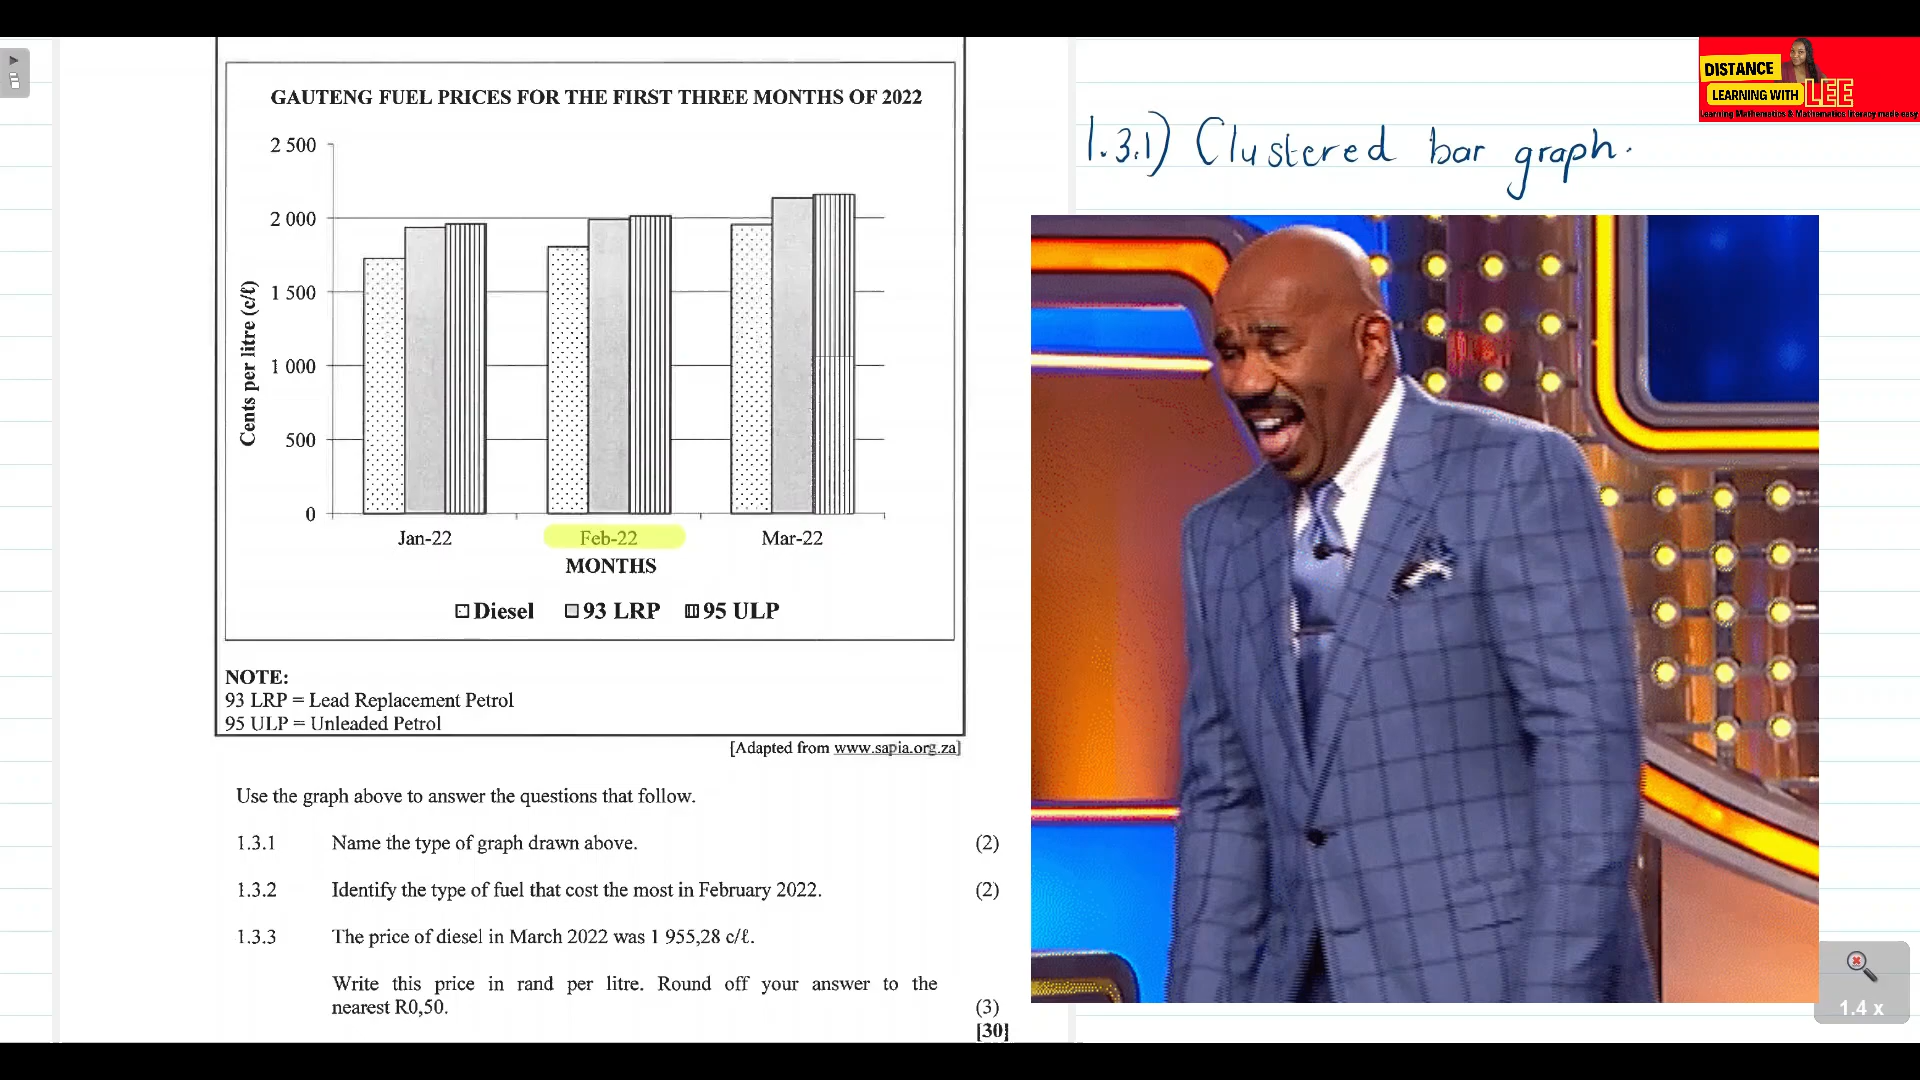 GAUTENG FUEL PRICES FOR THE FIRST THREE MONTHS OF 2022
2 500
2 000
1 500
1 000
500
0
Cents per litre (c/ℓ)
Jan-22 Feb-22 Mar-22
MONTHS
Diesel 93 LRP 95 ULP
NOTE:
93 LRP = Lead Replacement Petrol
95 ULP = Unleaded Petrol
[Adapted from www.sapia.org.za]
Use the graph above to answer the questions that follow.
1.3.1 Name the type of graph drawn above. (2)
1.3.2 Identify the type of fuel that cost the most in February 2022. (2)
1.3.3 The price of diesel in March 2022 was 1 955,28 c/ℓ.
Write this price in rand per litre. Round off your answer to the
nearest R0,50. (3)
[30]
1.3.1) Clustered bar graph.
DISTANCE
LEARNING WITH LEE
Learning Mathematics & Mathematics literacy made easy
1.4 x